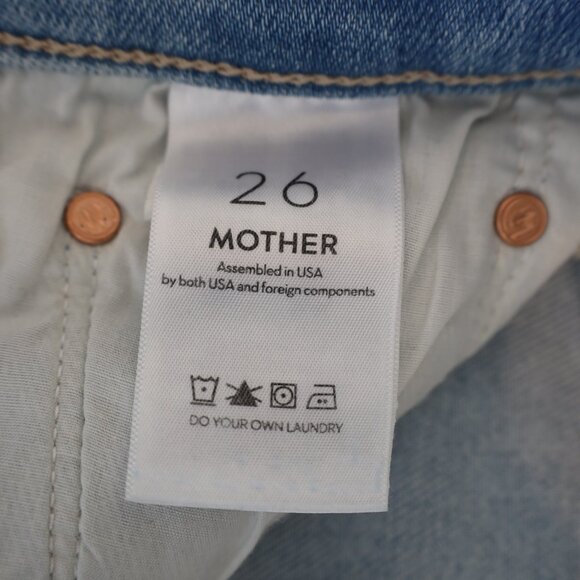 26
MOTHER
Assembled in USA
by both USA and foreign components
DO YOUR OWN LAUNDRY